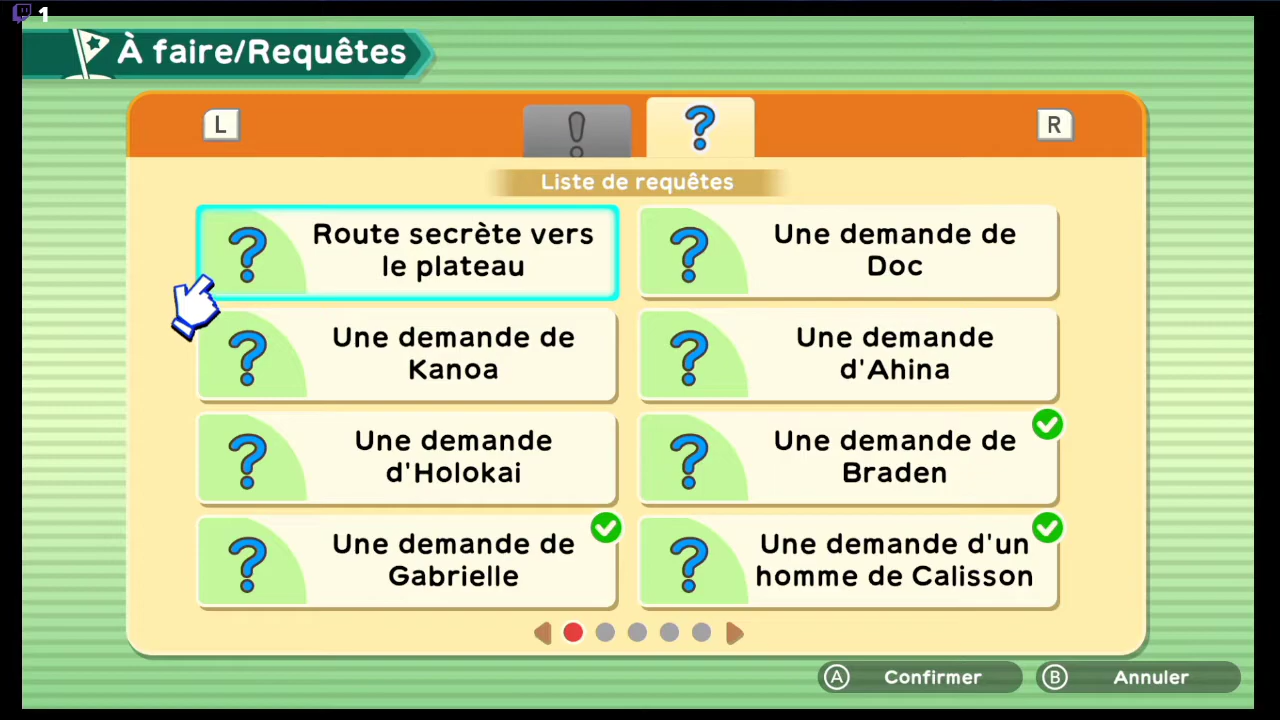 1
À faire/Requêtes
L
R
Liste de requêtes
Route secrète vers
le plateau
Une demande de
Doc
Une demande de
Kanoa
Une demande
d'Ahina
Une demande
d'Holokai
Une demande de
Braden
Une demande de
Gabrielle
Une demande d'un
homme de Calisson
A Confirmer
B Annuler